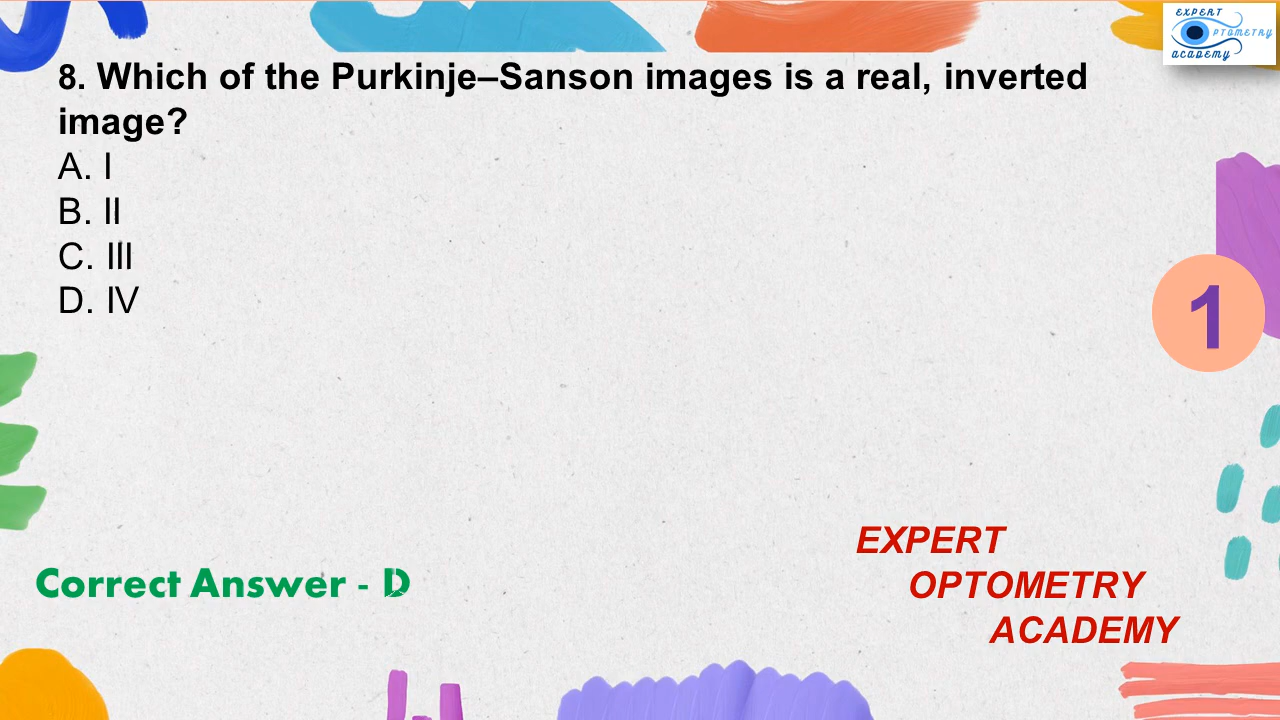 EXPERT
PTOMETRY
academy
8. Which of the Purkinje–Sanson images is a real, inverted
image?
A. I
B. II
C. III
D. IV
1
EXPERT
OPTOMETRY
ACADEMY
Correct Answer - D